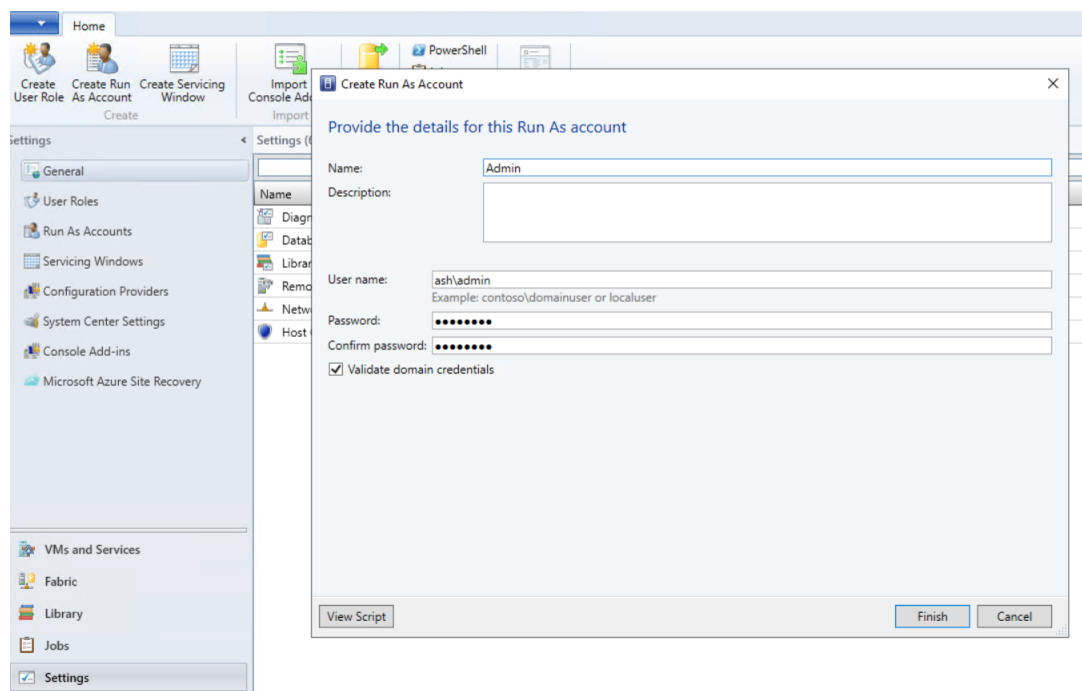 Home
PowerShell
Create User Role
Create Run As Account
Create Servicing Window
Import
Console Add
Create
Import
Create Run As Account
Provide the details for this Run As account
Name:
Admin
Description:
User name:
ash\admin
Example: contoso\domainuser or localuser
Password:
••••••••
Confirm password:
••••••••
Validate domain credentials
View Script
Finish
Cancel
Settings
General
User Roles
Run As Accounts
Servicing Windows
Configuration Providers
System Center Settings
Console Add-ins
Microsoft Azure Site Recovery
VMs and Services
Fabric
Library
Jobs
Settings
Settings (
Name
Diagn
Datab
Librar
Remo
Netw
Host